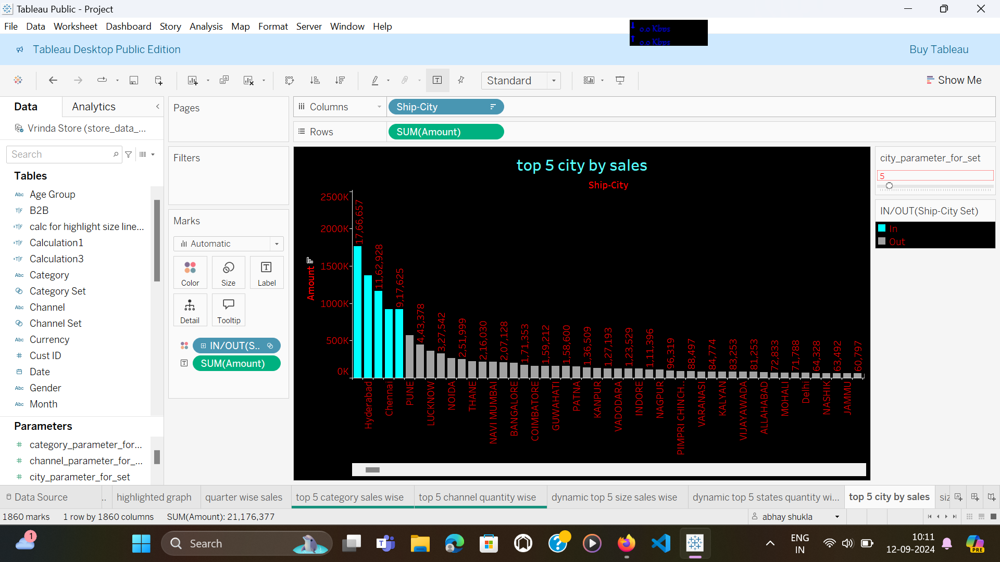 Tableau Public - Project
File Data Worksheet Dashboard Story Analysis Map Format Server Window Help
0.0 Kbps
0.0 Kbps
Tableau Desktop Public Edition
Buy Tableau
Standard
Show Me
Data
Analytics
Pages
Columns
Ship-City
Vrinda Store (store_data_...
Rows
SUM(Amount)
Search
Filters
Tables
Abc Age Group
T|F B2B
=T|F calc for highlight size line...
=T|F Calculation1
=T|F Calculation3
Abc Category
Category Set
Abc Channel
Channel Set
Abc Currency
# Cust ID
Date
Abc Gender
Abc Month
Parameters
# category_parameter_for...
# channel_parameter_for_...
# city_parameter_for_set
Marks
Automatic
Color
Size
Label
Detail
Tooltip
IN/OUT(S..
SUM(Amount)
top 5 city by sales
Ship-City
Amount
2500K
2000K
1500K
1000K
500K
0K
17,66,657
11,62,928
9,17,625
4,43,378
3,27,542
2,51,999
2,16,030
2,07,128
1,71,353
1,59,212
1,58,600
1,36,509
1,27,193
1,23,529
1,11,396
96,319
88,497
84,774
83,253
81,253
72,833
71,788
64,328
63,492
60,797
Hyderabad
Chennai
PUNE
LUCKNOW
NOIDA
THANE
NAVI MUMBAI
BANGALORE
COIMBATORE
GUWAHATI
PATNA
KANPUR
VADODARA
INDORE
NAGPUR
PIMPRI CHINCH..
VARANASI
KALYAN
VIJAYAWADA
ALLAHABAD
MOHALI
Delhi
NASHIK
JAMMU
city_parameter_for_set
5
IN/OUT(Ship-City Set)
In
Out
Data Source
..
highlighted graph
quarter wise sales
top 5 category sales wise
top 5 channel quantity wise
dynamic top 5 size sales wise
dynamic top 5 states quantity wi...
top 5 city by sales
siz
1860 marks
1 row by 1860 columns
SUM(Amount): 21,176,377
abhay shukla
1
Search
ENG
IN
10:11
12-09-2024
PRE